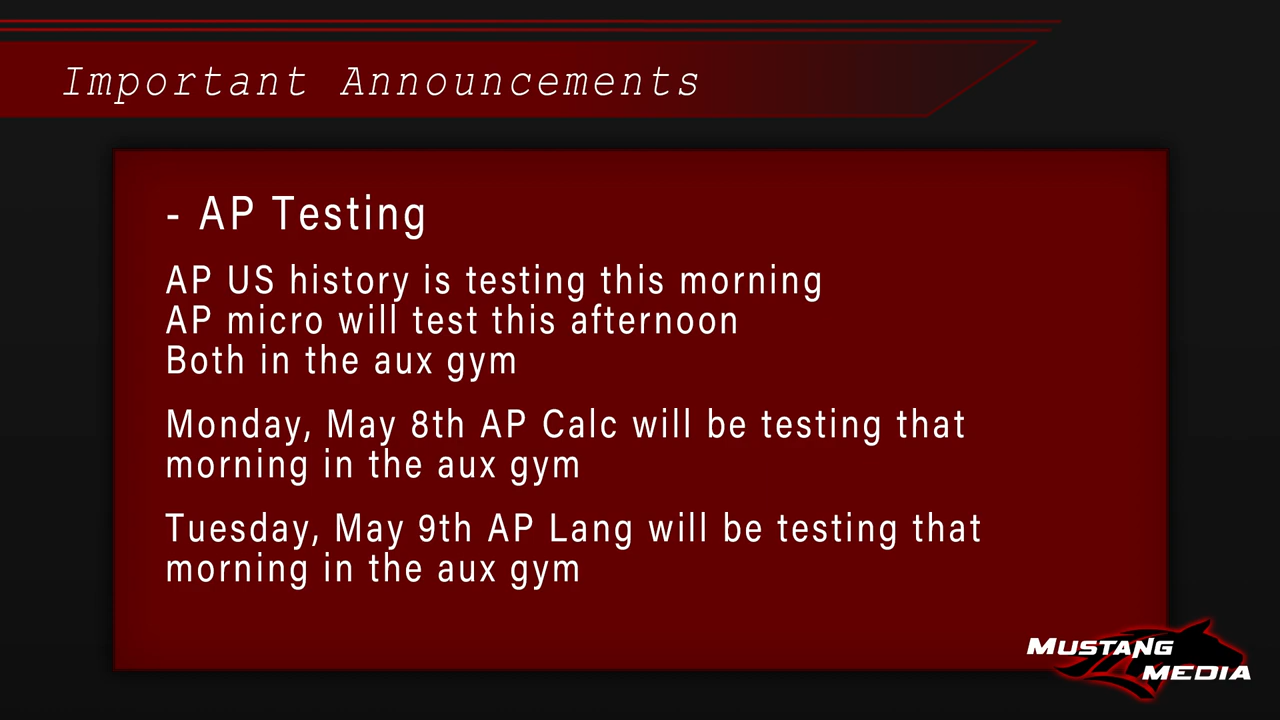 Important Announcements
- AP Testing
AP US history is testing this morning
AP micro will test this afternoon
Both in the aux gym
Monday, May 8th AP Calc will be testing that
morning in the aux gym
Tuesday, May 9th AP Lang will be testing that
morning in the aux gym
MUSTANG
MEDIA